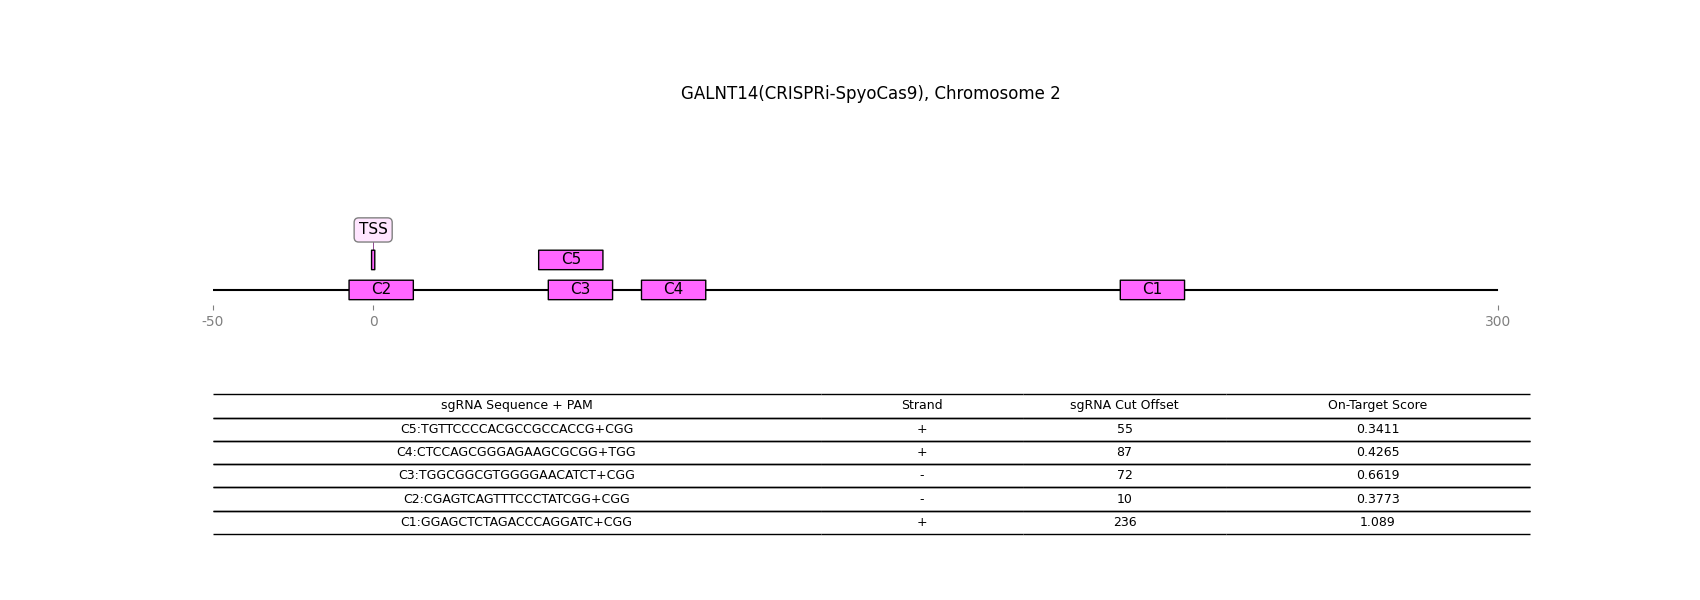 GALNT14(CRISPRi-SpyoCas9), Chromosome 2
TSS
C5
C2 C3 C4 C1
-50 0 300
sgRNA Sequence + PAM Strand sgRNA Cut Offset On-Target Score
C5:TGTTCCCCACGCCGCCACCG+CGG + 55 0.3411
C4:CTCCAGCGGGAGAAGCGCGG+TGG + 87 0.4265
C3:TGGCGGCGTGGGGAACATCT+CGG - 72 0.6619
C2:CGAGTCAGTTTCCCTATCGG+CGG - 10 0.3773
C1:GGAGCTCTAGACCCAGGATC+CGG + 236 1.089